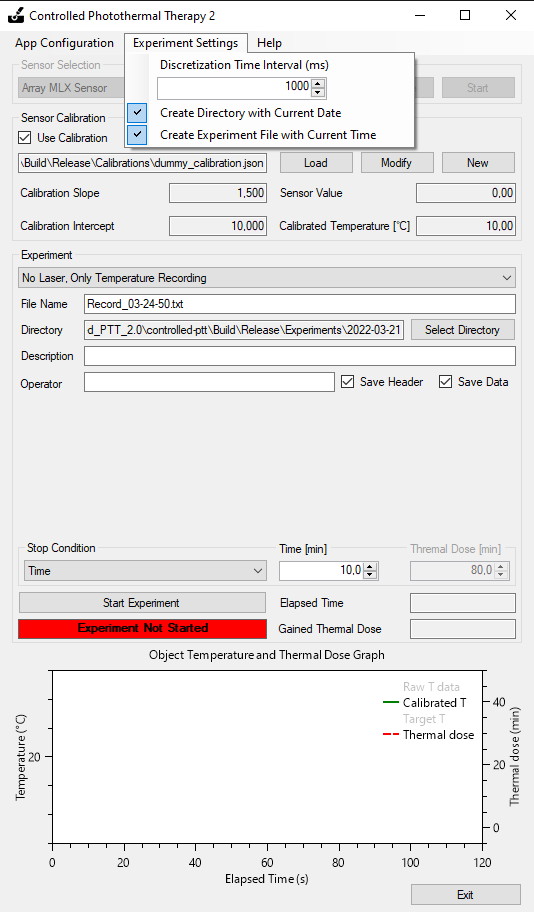 Controlled Photothermal Therapy 2
App Configuration Experiment Settings Help
Discretization Time Interval (ms)
1000
Create Directory with Current Date
Create Experiment File with Current Time
Sensor Selection
Array MLX Sensor Start
Sensor Calibration
Use Calibration
\Build\Release\Calibrations\dummy_calibration.json Load Modify New
Calibration Slope 1,500 Sensor Value 0,00
Calibration Intercept 10,000 Calibrated Temperature [°C] 10,00
Experiment
No Laser, Only Temperature Recording
File Name Record_03-24-50.txt
Directory d_PTT_2.0\controlled-ptt\Build\Release\Experiments\2022-03-21 Select Directory
Description
Operator Save Header Save Data
Stop Condition Time [min] Thremal Dose [min]
Time 10,0 80,0
Start Experiment Elapsed Time
Experiment Not Started Gained Thermal Dose
Object Temperature and Thermal Dose Graph
Raw T data
Calibrated T
Target T
Thermal dose
Temperature (°C)
20
40
20
0
Thermal dose (min)
0 20 40 60 80 100 120
Elapsed Time (s)
Exit